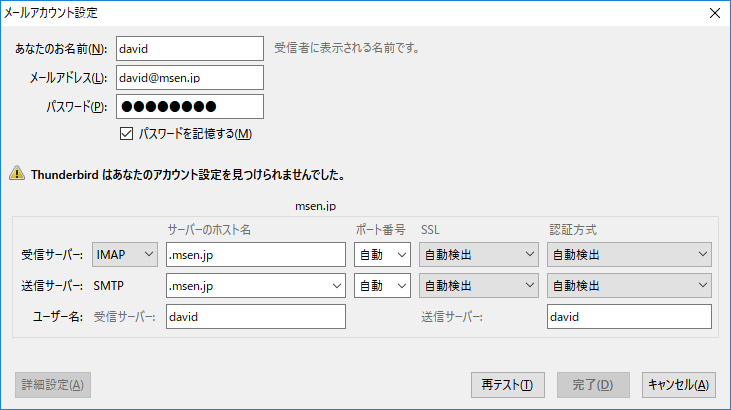 メールアカウント設定
あなたのお名前(N): david 受信者に表示される名前です。
メールアドレス(L): david@msen.jp
パスワード(P): ●●●●●●●●
パスワードを記憶する(M)
Thunderbird はあなたのアカウント設定を見つけられませんでした。
msen.jp
サーバーのホスト名 ポート番号 SSL 認証方式
受信サーバー: IMAP .msen.jp 自動 自動検出 自動検出
送信サーバー: SMTP .msen.jp 自動 自動検出 自動検出
ユーザー名: 受信サーバー: david 送信サーバー: david
詳細設定(A) 再テスト(T) 完了(D) キャンセル(A)